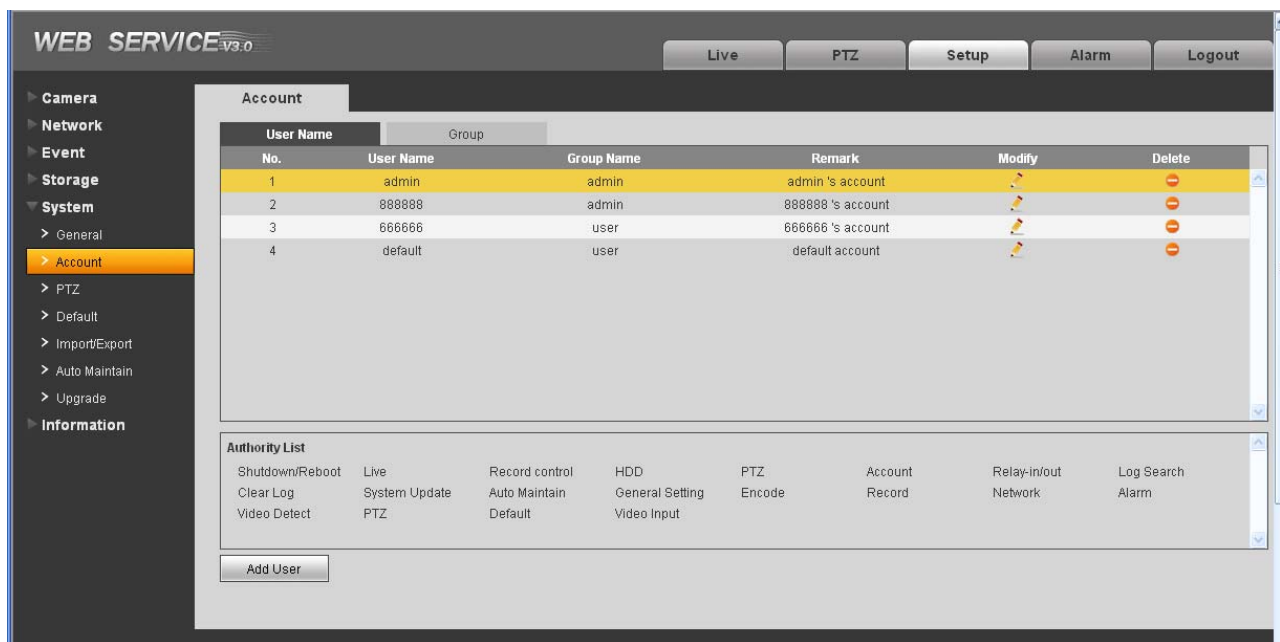 WEB SERVICE V3.0
Live PTZ Setup Alarm Logout
Camera
Network
Event
Storage
System
> General
> Account
> PTZ
> Default
> Import/Export
> Auto Maintain
> Upgrade
Information
Account
User Name Group
No. User Name Group Name Remark Modify Delete
1 admin admin admin 's account
2 888888 admin 888888 's account
3 666666 user 666666 's account
4 default user default account
Authority List
Shutdown/Reboot Live Record control HDD PTZ Account Relay-in/out Log Search
Clear Log System Update Auto Maintain General Setting Encode Record Network Alarm
Video Detect PTZ Default Video Input
Add User